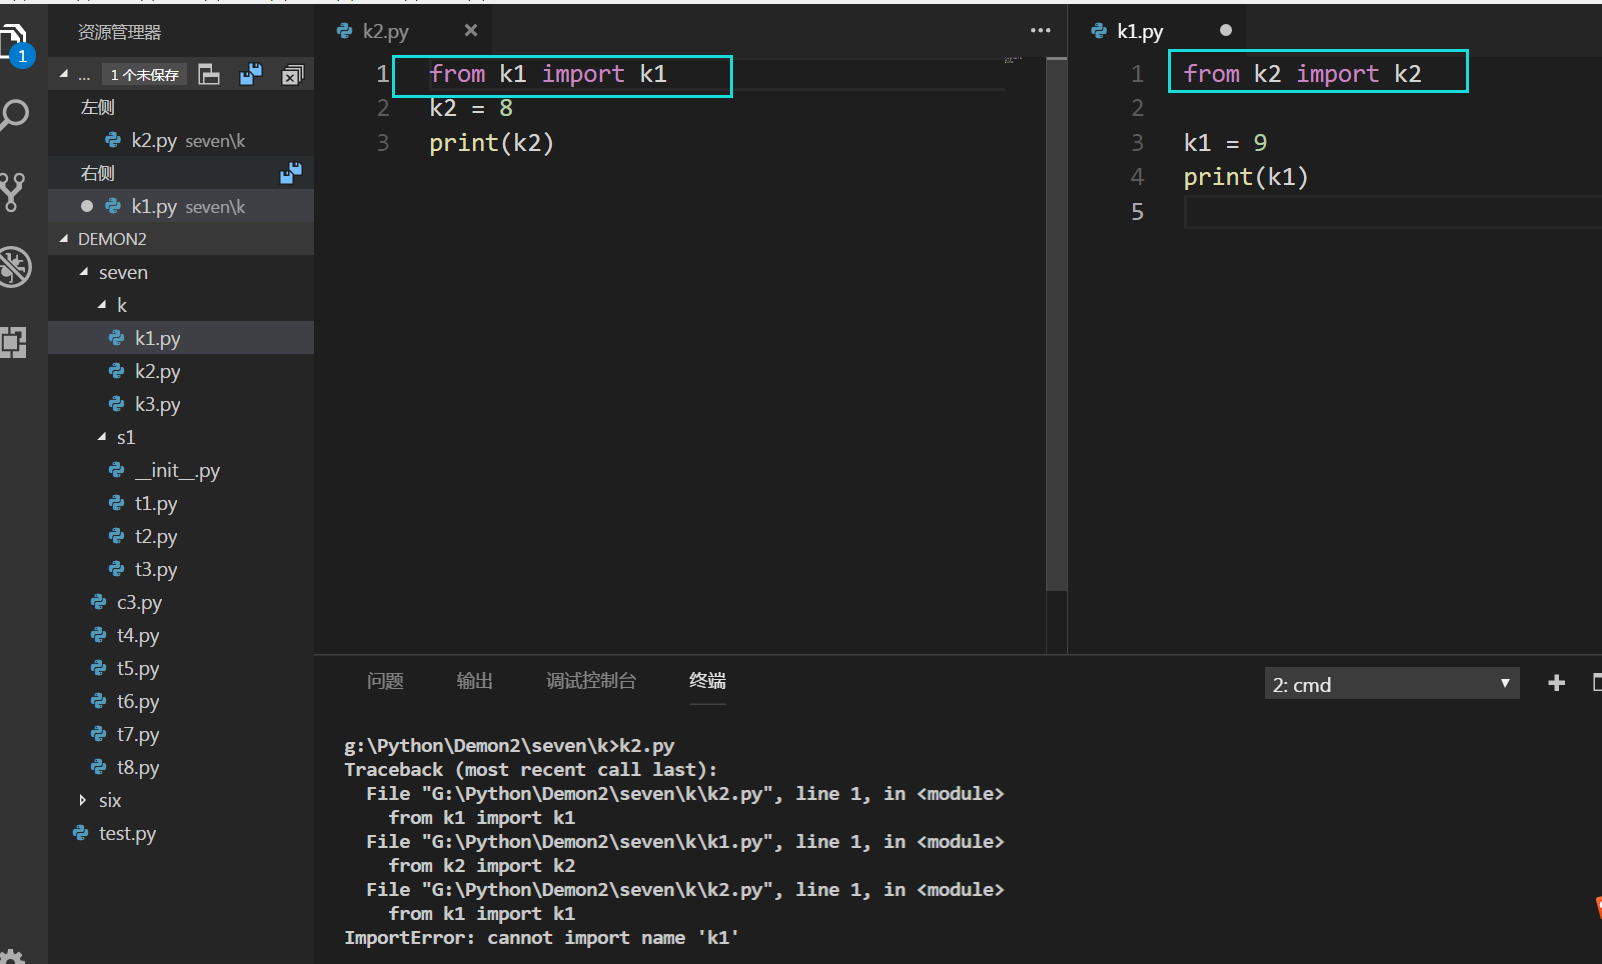 1
资源管理器
... 1 个未保存
左侧
k2.py seven\k
右侧
k1.py seven\k
DEMON2
seven
k
k1.py
k2.py
k3.py
s1
__init__.py
t1.py
t2.py
t3.py
c3.py
t4.py
t5.py
t6.py
t7.py
t8.py
six
test.py
k2.py
1 from k1 import k1
2 k2 = 8
3 print(k2)
k1.py
1 from k2 import k2
2
3 k1 = 9
4 print(k1)
5
问题 输出 调试控制台 终端 2: cmd
g:\Python\Demon2\seven\k>k2.py
Traceback (most recent call last):
File "G:\Python\Demon2\seven\k\k2.py", line 1, in <module>
from k1 import k1
File "G:\Python\Demon2\seven\k\k1.py", line 1, in <module>
from k2 import k2
File "G:\Python\Demon2\seven\k\k2.py", line 1, in <module>
from k1 import k1
ImportError: cannot import name 'k1'